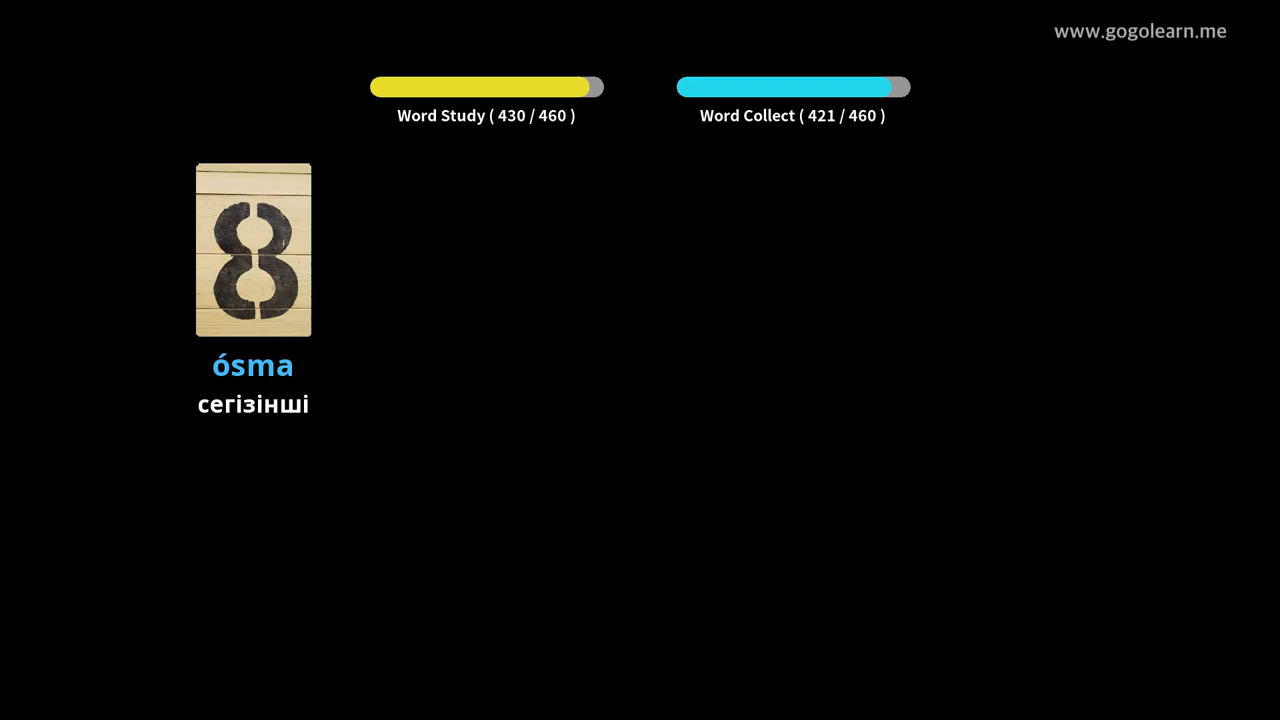 www.gogolearn.me
Word Study ( 430 / 460 )
Word Collect ( 421 / 460 )
8
ósma
сегізінші